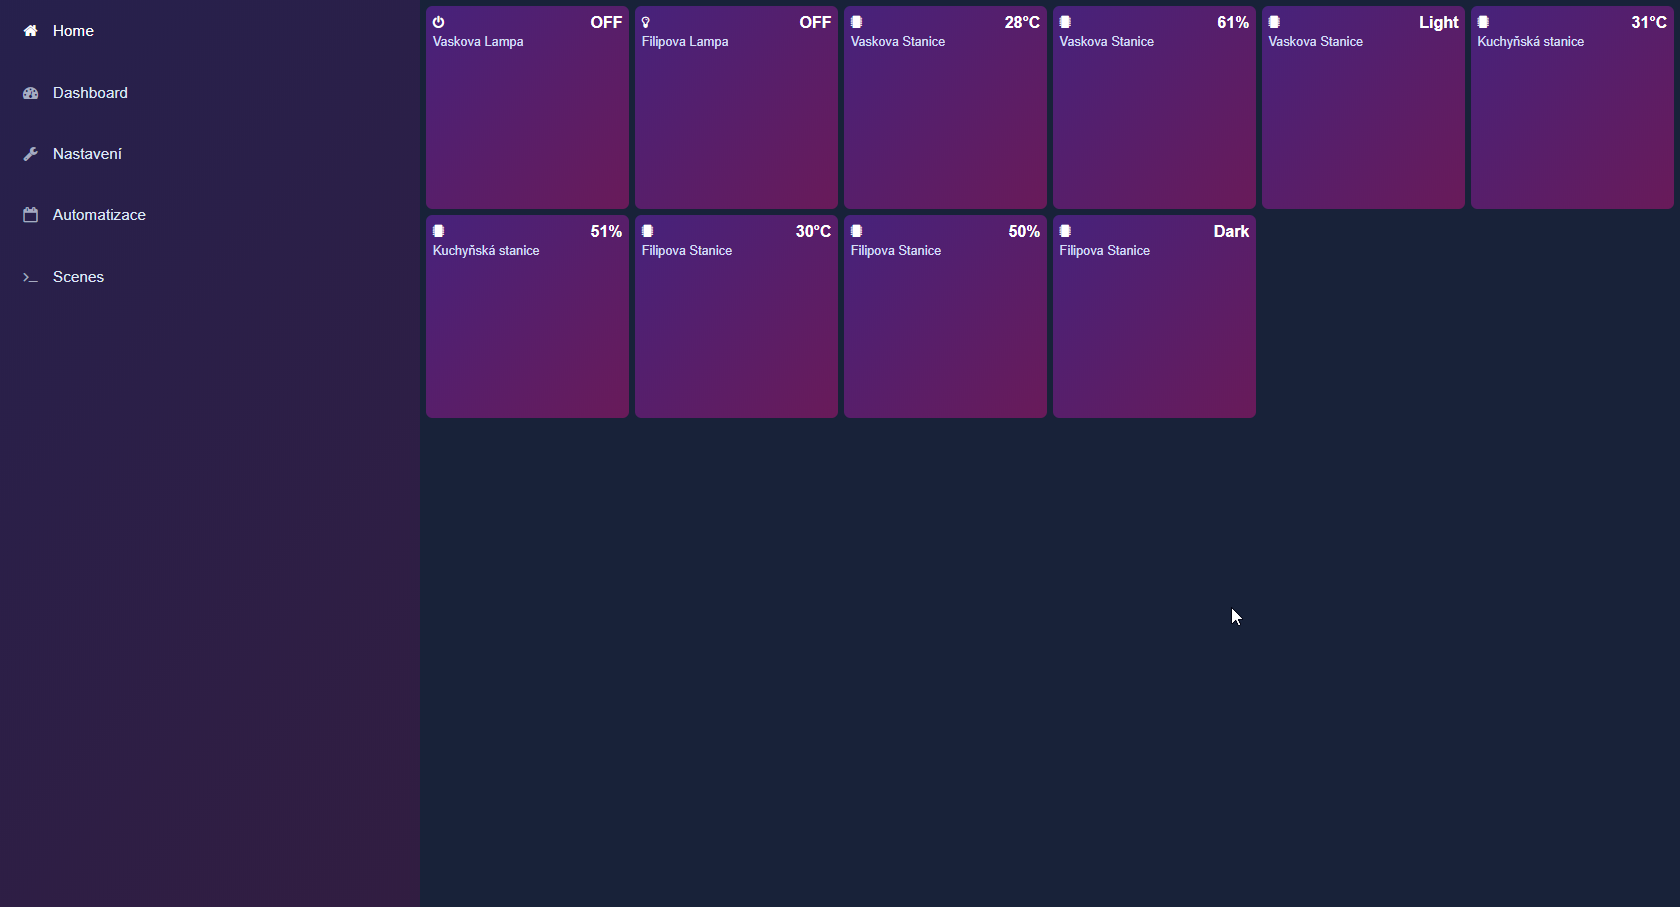 Home
Dashboard
Nastavení
Automatizace
Scenes
OFF
Vaskova Lampa
OFF
Filipova Lampa
28°C
Vaskova Stanice
61%
Vaskova Stanice
Light
Vaskova Stanice
31°C
Kuchyňská stanice
51%
Kuchyňská stanice
30°C
Filipova Stanice
50%
Filipova Stanice
Dark
Filipova Stanice